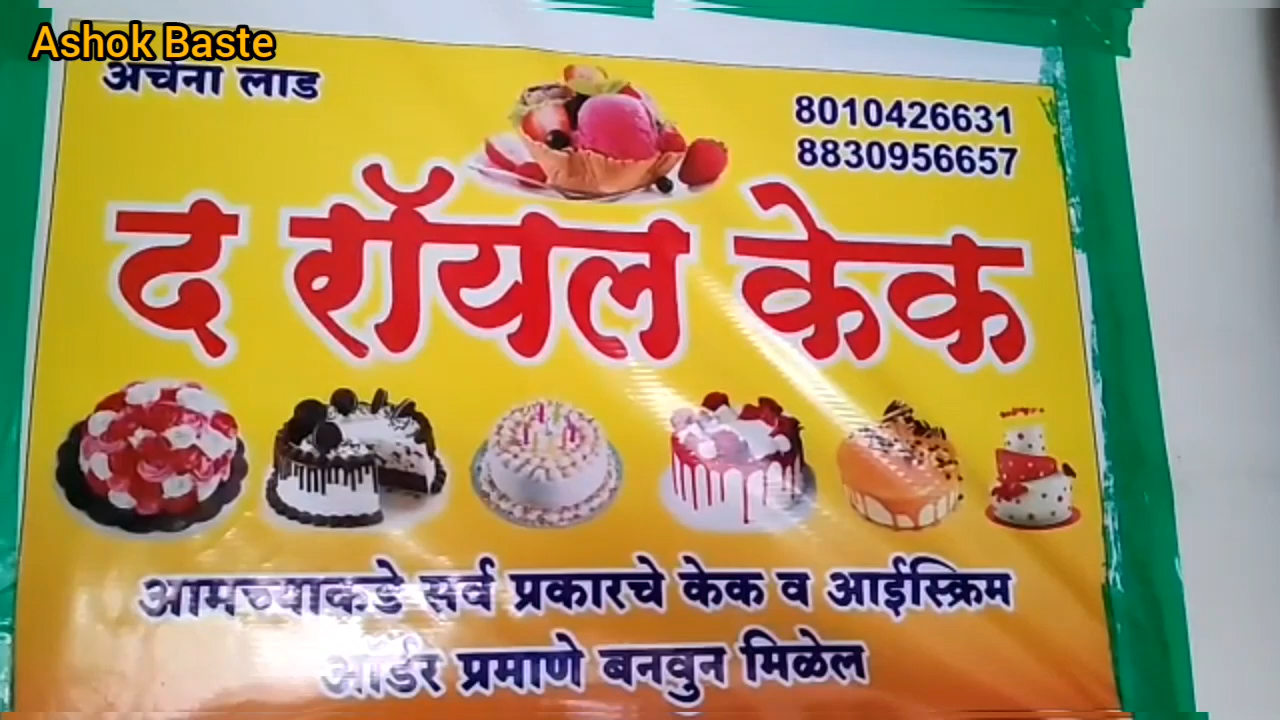 Ashok Baste
अर्चना लाड
8010426631
8830956657
द रॉयल केक
आमच्याकडे सर्व प्रकारचे केक व आईस्क्रिम
ऑर्डर प्रमाणे बनवुन मिळेल